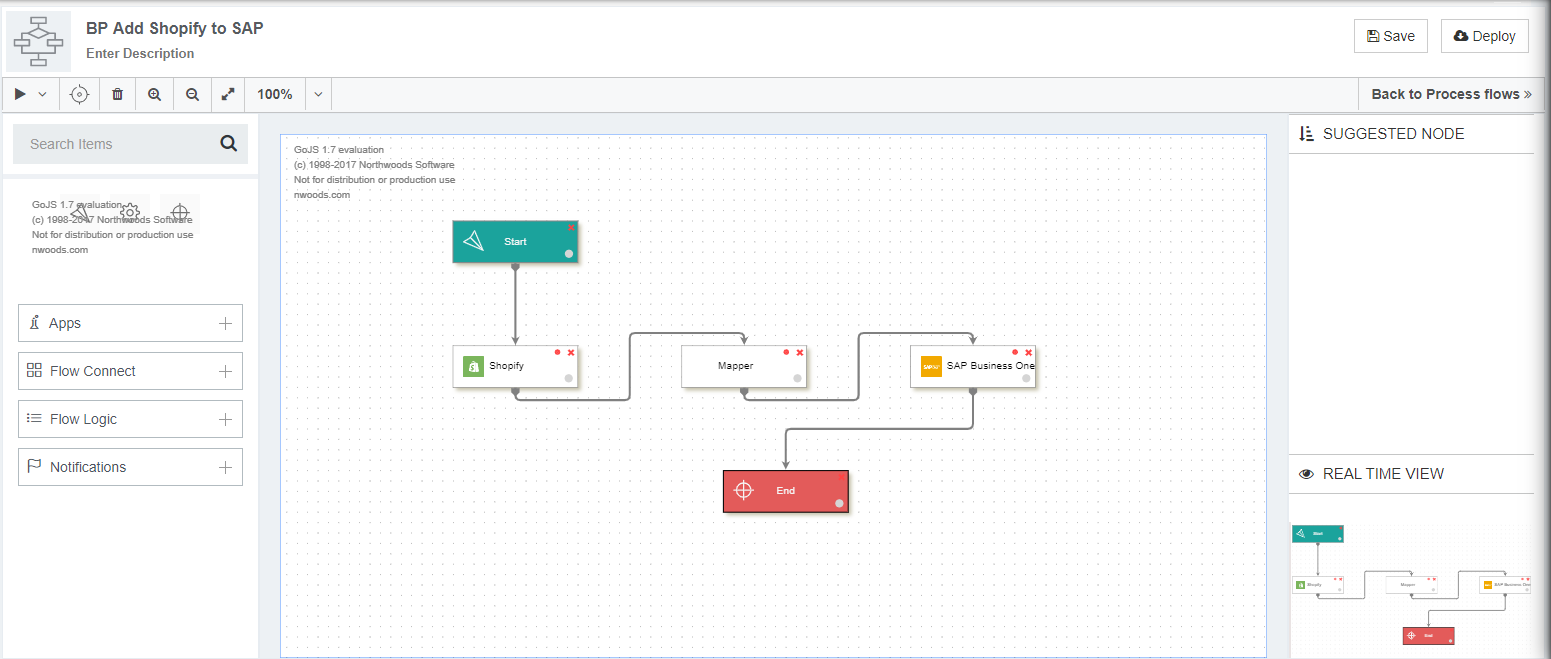 BP Add Shopify to SAP
Enter Description
Save
Deploy
100%
Back to Process flows »
Search Items
GoJS 1.7 evaluation
(c) 1998-2017 Northwoods Software
Not for distribution or production use
nwoods.com
Apps
Flow Connect
Flow Logic
Notifications
GoJS 1.7 evaluation
(c) 1998-2017 Northwoods Software
Not for distribution or production use
nwoods.com
Start
Shopify
Mapper
SAP Business One
End
SUGGESTED NODE
REAL TIME VIEW
Start
Shopify
Mapper
SAP Business One
End